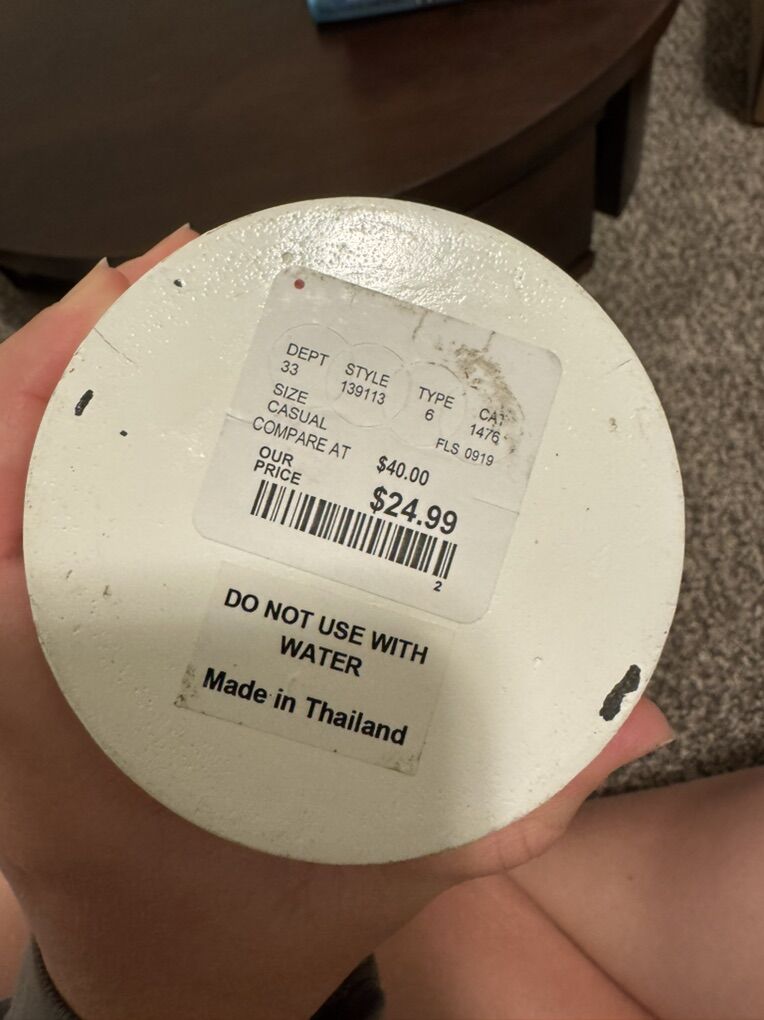 DEPT STYLE TYPE CAT
33 139113 6 1476
SIZE FLS 0919
CASUAL
COMPARE AT $40.00
OUR
PRICE $24.99
2
DO NOT USE WITH
WATER
Made in Thailand